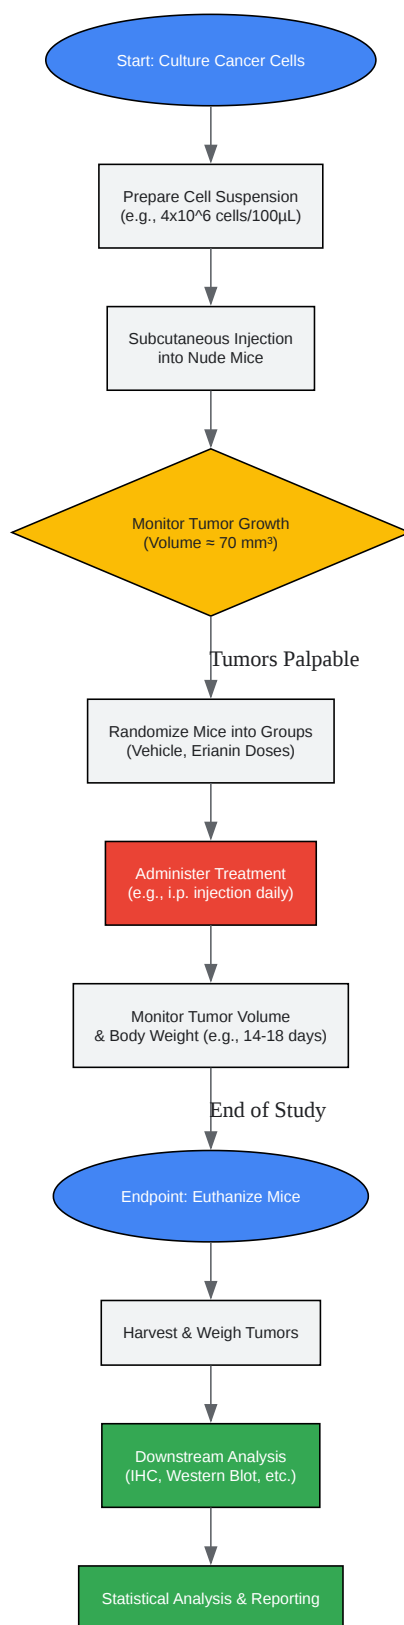 Start: Culture Cancer Cells
Prepare Cell Suspension
(e.g., 4x10^6 cells/100µL)
Subcutaneous Injection
into Nude Mice
Monitor Tumor Growth
(Volume ≈ 70 mm³)
Tumors Palpable
Randomize Mice into Groups
(Vehicle, Erianin Doses)
Administer Treatment
(e.g., i.p. injection daily)
Monitor Tumor Volume
& Body Weight (e.g., 14-18 days)
End of Study
Endpoint: Euthanize Mice
Harvest & Weigh Tumors
Downstream Analysis
(IHC, Western Blot, etc.)
Statistical Analysis & Reporting